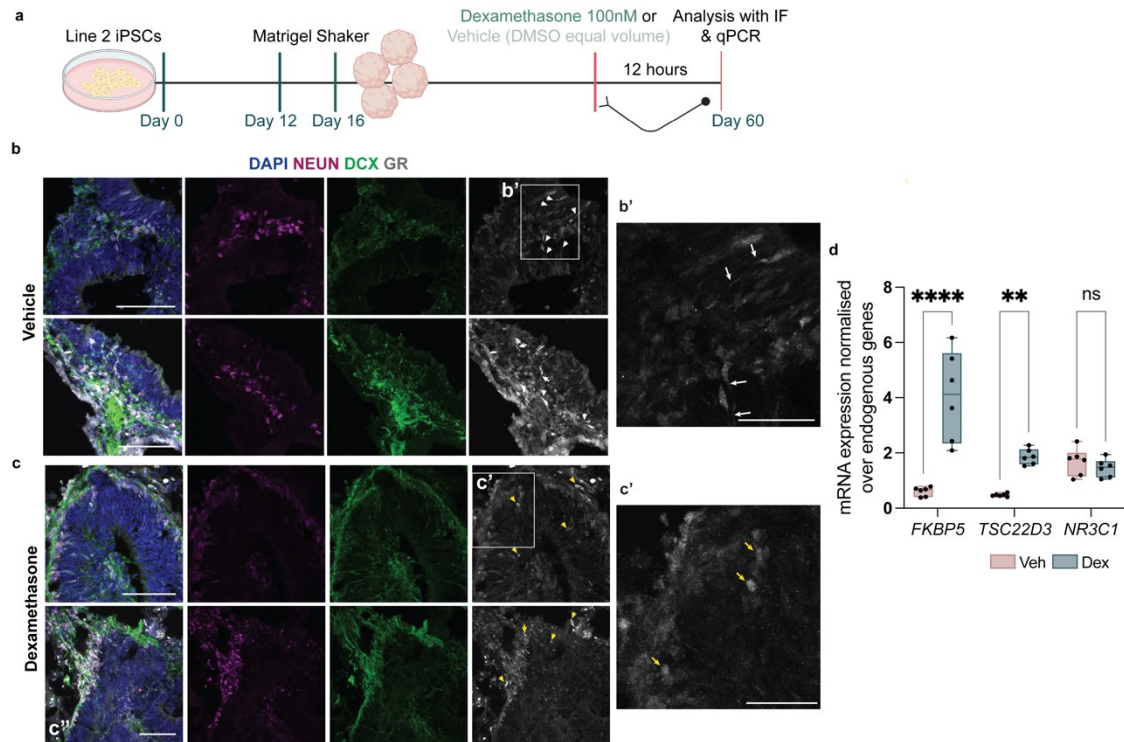 a
Line 2 iPSCs
Matrigel Shaker
Dexamethasone 100nM or
Vehicle (DMSO equal volume)
Analysis with IF
& qPCR
12 hours
Day 0
Day 12
Day 16
Day 60
b
DAPI NEUN DCX GR
Vehicle
b'
b'
c
Dexamethasone
c'
c''
c'
d
mRNA expression normalised
over endogenous genes
8
6
4
2
0
****
**
ns
FKBP5
TSC22D3
NR3C1
Veh
Dex